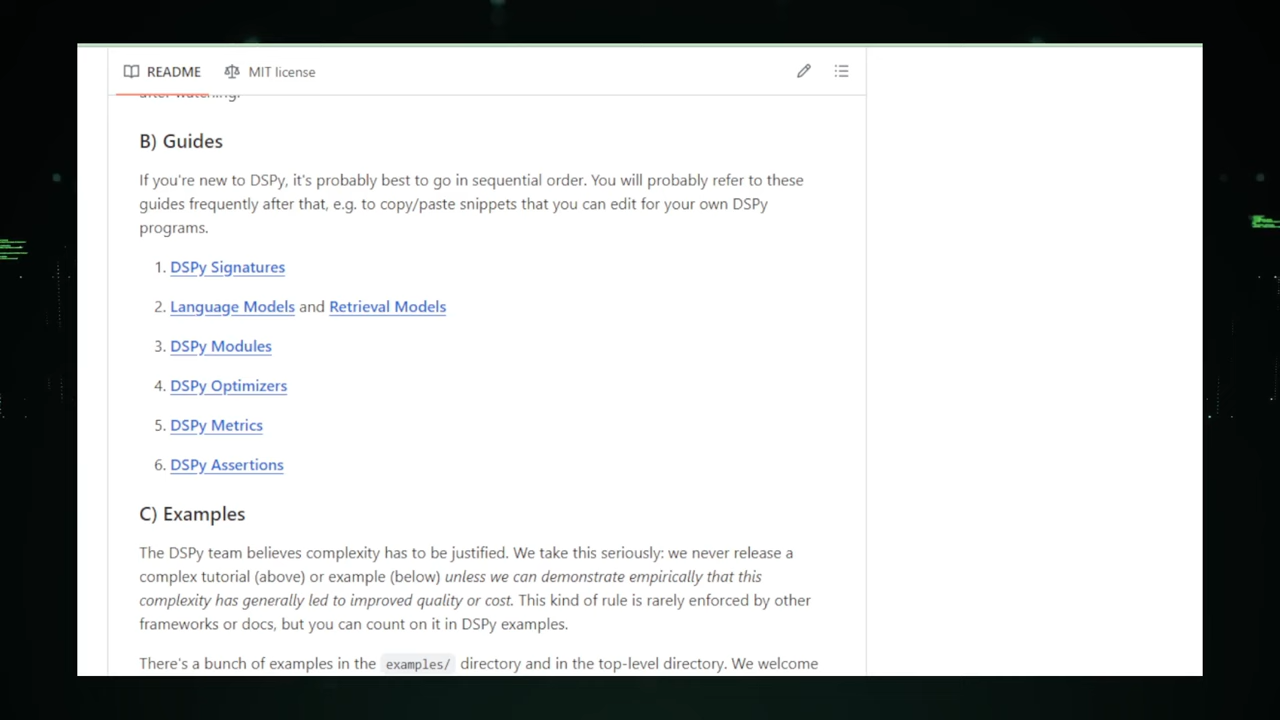 README MIT license
after watching.
B) Guides
If you're new to DSPy, it's probably best to go in sequential order. You will probably refer to these
guides frequently after that, e.g. to copy/paste snippets that you can edit for your own DSPy
programs.
1. DSPy Signatures
2. Language Models and Retrieval Models
3. DSPy Modules
4. DSPy Optimizers
5. DSPy Metrics
6. DSPy Assertions
C) Examples
The DSPy team believes complexity has to be justified. We take this seriously: we never release a
complex tutorial (above) or example (below) unless we can demonstrate empirically that this
complexity has generally led to improved quality or cost. This kind of rule is rarely enforced by other
frameworks or docs, but you can count on it in DSPy examples.
There's a bunch of examples in the examples/ directory and in the top-level directory. We welcome